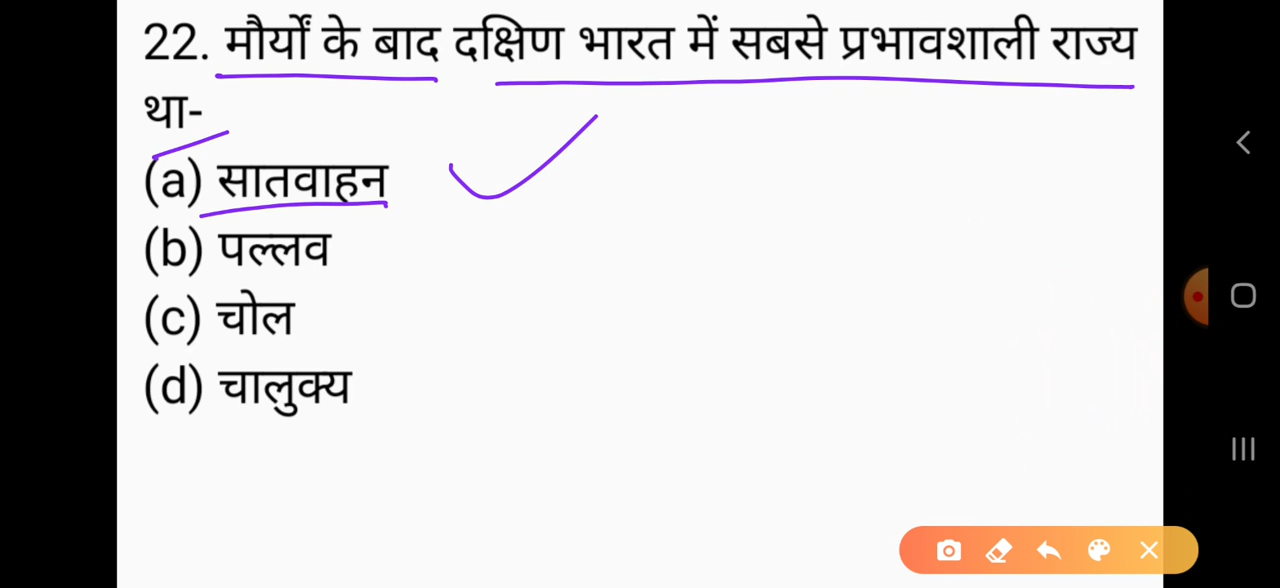 22. मौर्यों के बाद दक्षिण भारत में सबसे प्रभावशाली राज्य
था-
(a) सातवाहन
(b) पल्लव
(c) चोल
(d) चालुक्य